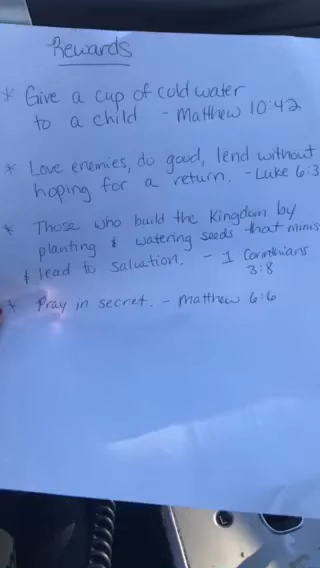 Rewards
* Give a cup of cold water
to a child - Matthew 10:42
* Love enemies, do good, lend without
hoping for a return. - Luke 6:3
* Those who build the Kingdom by
planting & watering seeds that minis
& lead to salvation. - 1 Corinthians
3:8
* Pray in secret. - Matthew 6:6